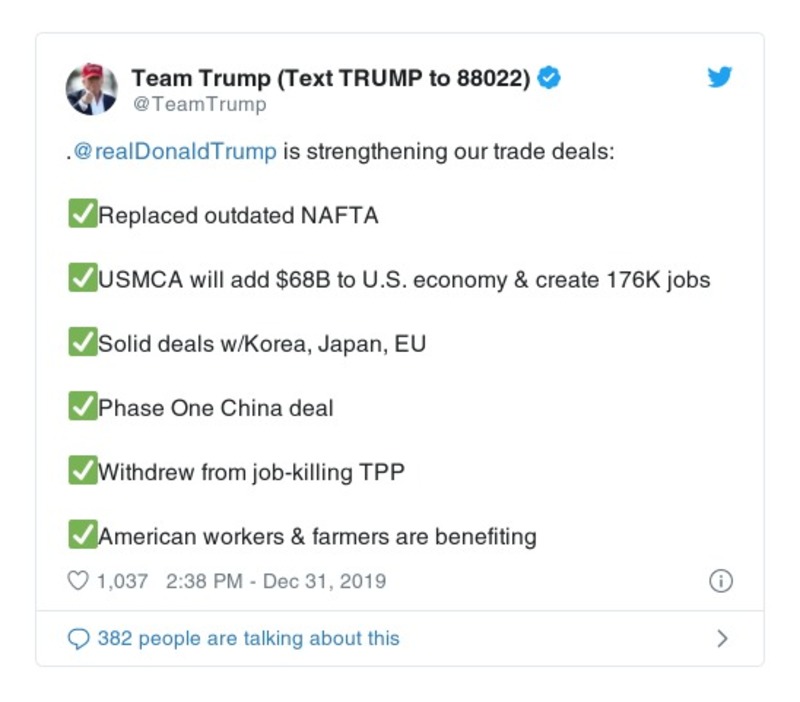 Team Trump (Text TRUMP to 88022)
@TeamTrump
.@realDonaldTrump is strengthening our trade deals:
✅Replaced outdated NAFTA
✅USMCA will add $68B to U.S. economy & create 176K jobs
✅Solid deals w/Korea, Japan, EU
✅Phase One China deal
✅Withdrew from job-killing TPP
✅American workers & farmers are benefiting
1,037 2:38 PM - Dec 31, 2019
382 people are talking about this